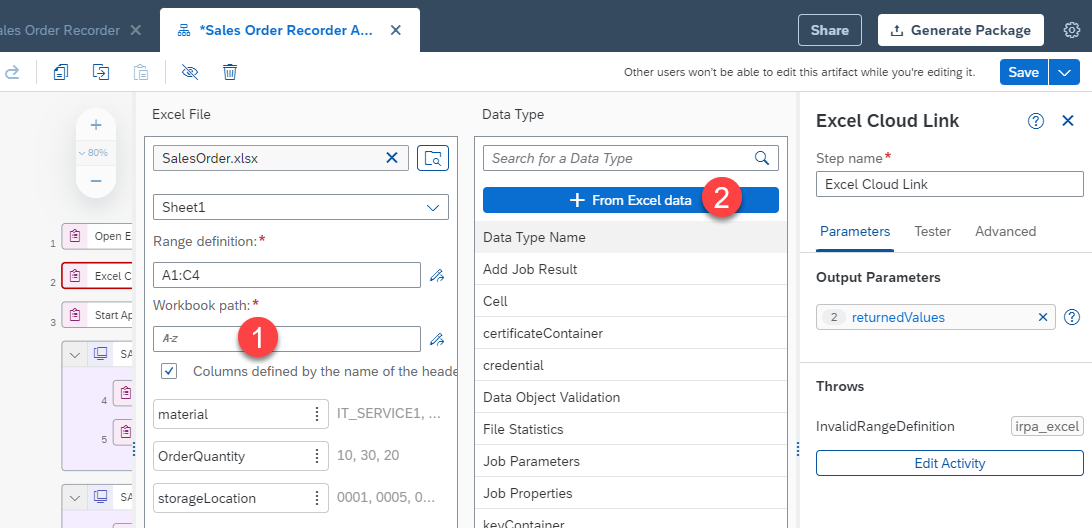 ales Order Recorder
*Sales Order Recorder A...
Share
Generate Package
Other users won't be able to edit this artifact while you're editing it.
Save
80%
1
Open E
2
Excel C
3
Start Ap
SA
4
5
SA
Excel File
SalesOrder.xlsx
Sheet1
Range definition:*
A1:C4
Workbook path:*
A-z
1
Columns defined by the name of the heade
material
IT_SERVICE1, ...
OrderQuantity
10, 30, 20
storageLocation
0001, 0005, 0...
Data Type
Search for a Data Type
+ From Excel data
2
Data Type Name
Add Job Result
Cell
certificateContainer
credential
Data Object Validation
File Statistics
Job Parameters
Job Properties
keyContainer
Excel Cloud Link
Step name*
Excel Cloud Link
Parameters
Tester
Advanced
Output Parameters
2 returnedValues
Throws
InvalidRangeDefinition
irpa_excel
Edit Activity